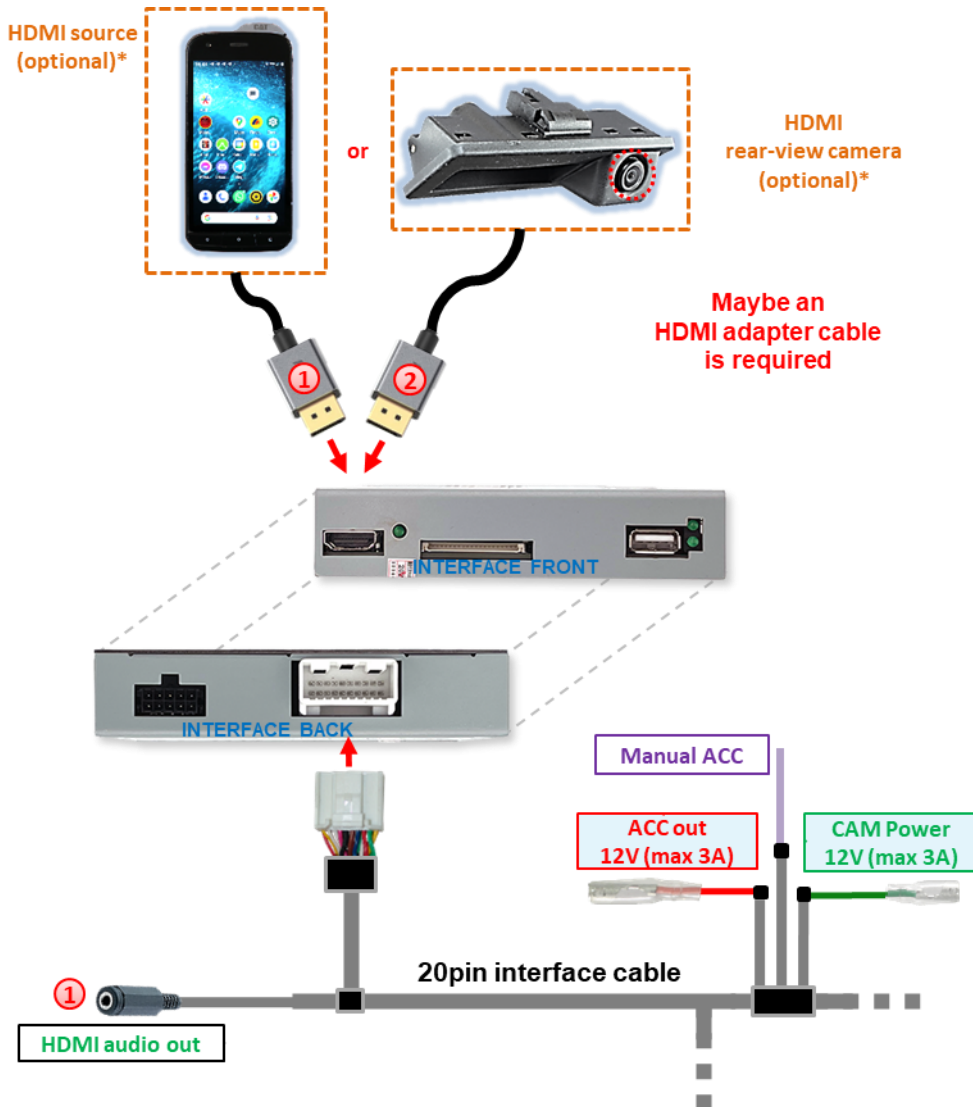 HDMI source
(optional)*
or
HDMI
rear-view camera
(optional)*
Maybe an
HDMI adapter cable
is required
1
2
INTERFACE FRONT
INTERFACE BACK
Manual ACC
ACC out
12V (max 3A)
CAM Power
12V (max 3A)
20pin interface cable
1
HDMI audio out